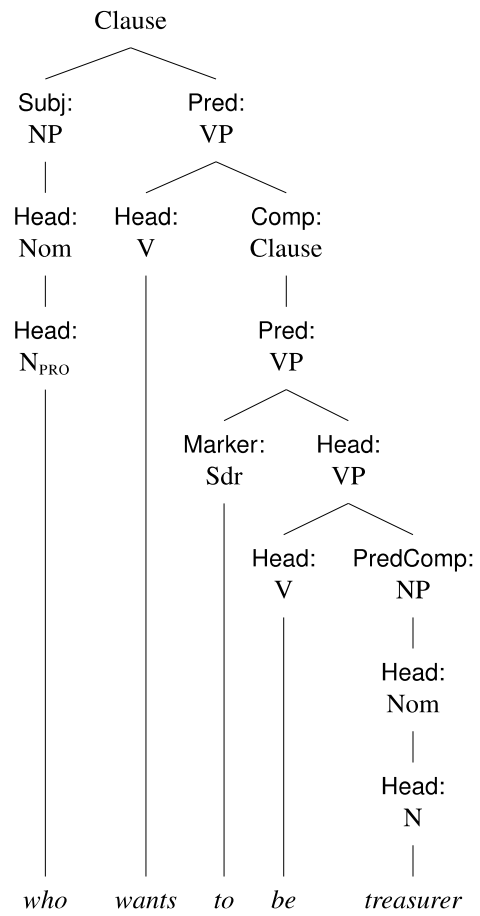 Clause
Subj: Pred:
NP VP
Head: Head: Comp:
Nom V Clause
Head: Pred:
N_PRO VP
Marker: Head:
Sdr VP
Head: PredComp:
V NP
Head:
Nom
Head:
N
who wants to be treasurer